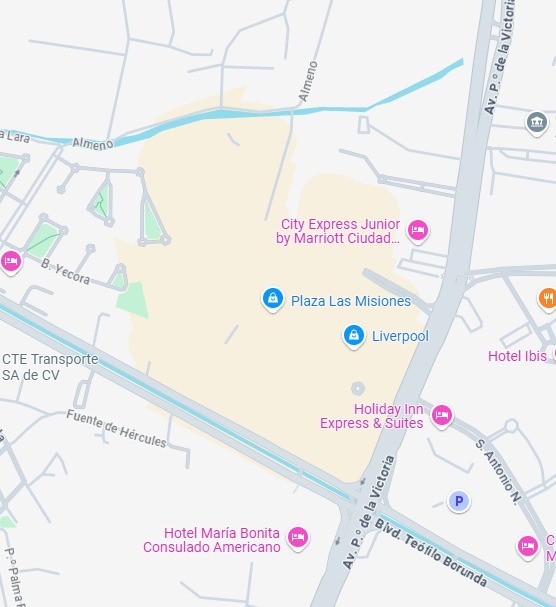 Av. P.º de la Victoria
Almeno
a Lara
Almeno
City Express Junior
by Marriott Ciudad...
B. Yecora
Plaza Las Misiones
Liverpool
CTE Transporte
SA de CV
Hotel Ibis
Holiday Inn
Express & Suites
Fuente de Hércules
S. Antonio N.
Av. P.º de la Victoria
P
Hotel María Bonita
Consulado Americano
Blvd. Teófilo Borunda
C
M
P.º Palma